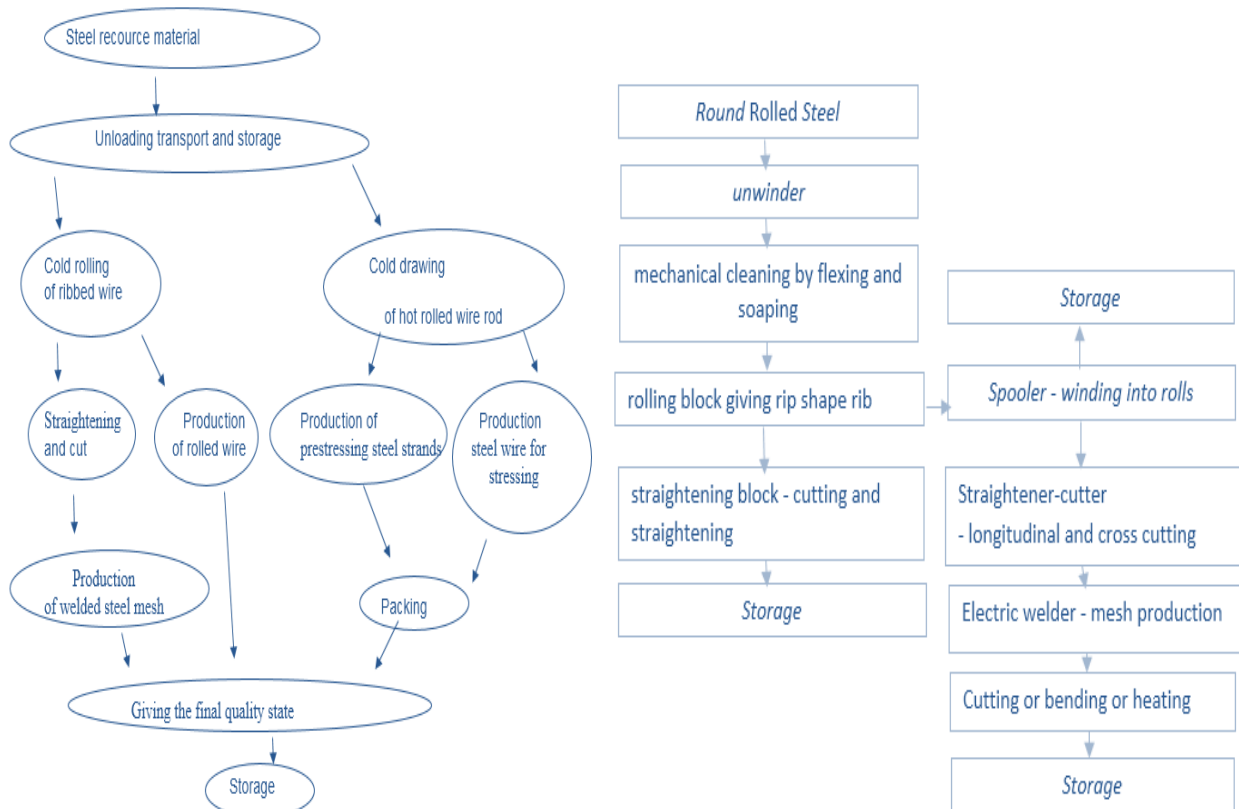 Steel recource material
Unloading transport and storage
Cold rolling
of ribbed wire
Cold drawing
of hot rolled wire rod
Straightening
and cut
Production
of rolled wire
Production of
prestressing steel strands
Production
steel wire for
stressing
Production
of welded steel mesh
Packing
Giving the final quality state
Storage
Round Rolled Steel
unwinder
mechanical cleaning by flexing and
soaping
rolling block giving rip shape rib
straightening block - cutting and
straightening
Storage
Storage
Spooler - winding into rolls
Straightener-cutter
- longitudinal and cross cutting
Electric welder - mesh production
Cutting or bending or heating
Storage